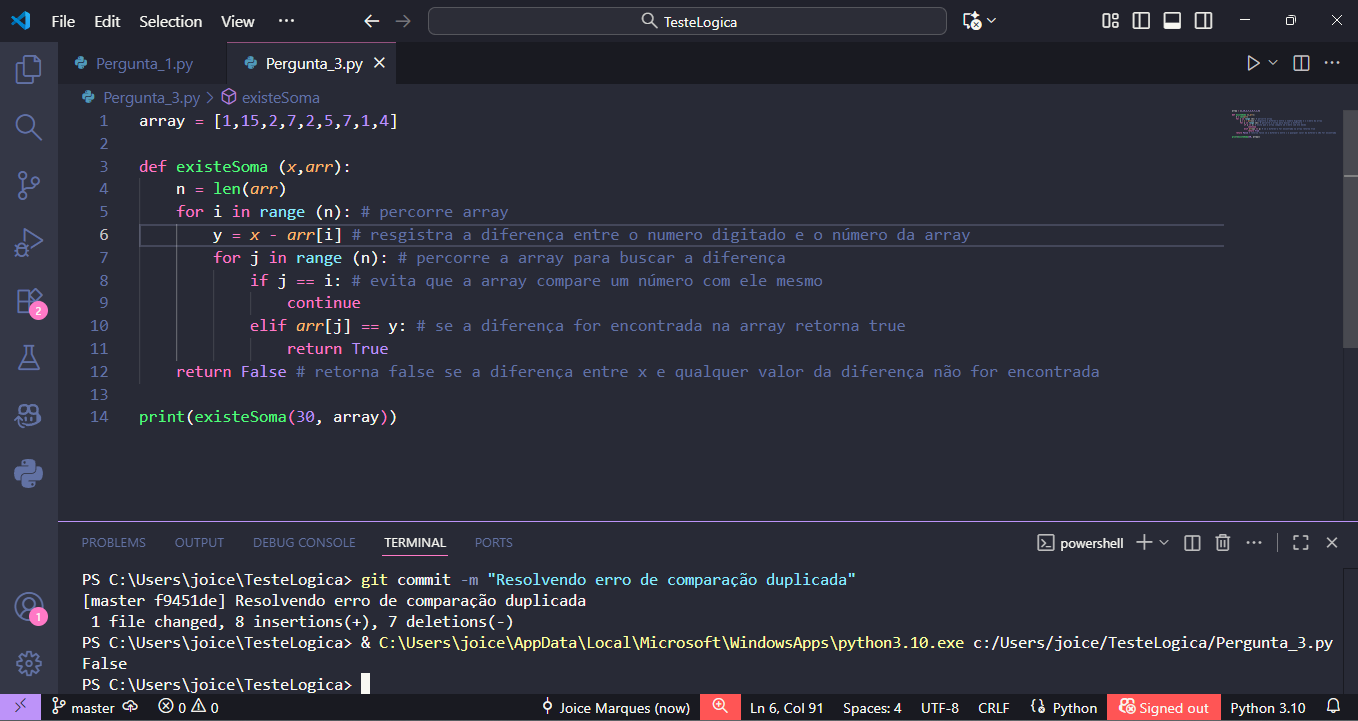 File Edit Selection View ··· TesteLogica
Pergunta_1.py Pergunta_3.py
Pergunta_3.py > existeSoma
1 array = [1,15,2,7,2,5,7,1,4]
2
3 def existeSoma (x,arr):
4 n = len(arr)
5 for i in range (n): # percorre array
6 y = x - arr[i] # resgistra a diferença entre o numero digitado e o número da array
7 for j in range (n): # percorre a array para buscar a diferença
8 if j == i: # evita que a array compare um número com ele mesmo
9 continue
10 elif arr[j] == y: # se a diferença for encontrada na array retorna true
11 return True
12 return False # retorna false se a diferença entre x e qualquer valor da diferença não for encontrada
13
14 print(existeSoma(30, array))
2
PROBLEMS OUTPUT DEBUG CONSOLE TERMINAL PORTS powershell
PS C:\Users\joice\TesteLogica> git commit -m "Resolvendo erro de comparação duplicada"
[master f9451de] Resolvendo erro de comparação duplicada
1 file changed, 8 insertions(+), 7 deletions(-)
PS C:\Users\joice\TesteLogica> & C:\Users\joice\AppData\Local\Microsoft\WindowsApps\python3.10.exe c:/Users/joice/TesteLogica/Pergunta_3.py
False
PS C:\Users\joice\TesteLogica>
1
master 0 0 Joice Marques (now) Ln 6, Col 91 Spaces: 4 UTF-8 CRLF Python Signed out Python 3.10